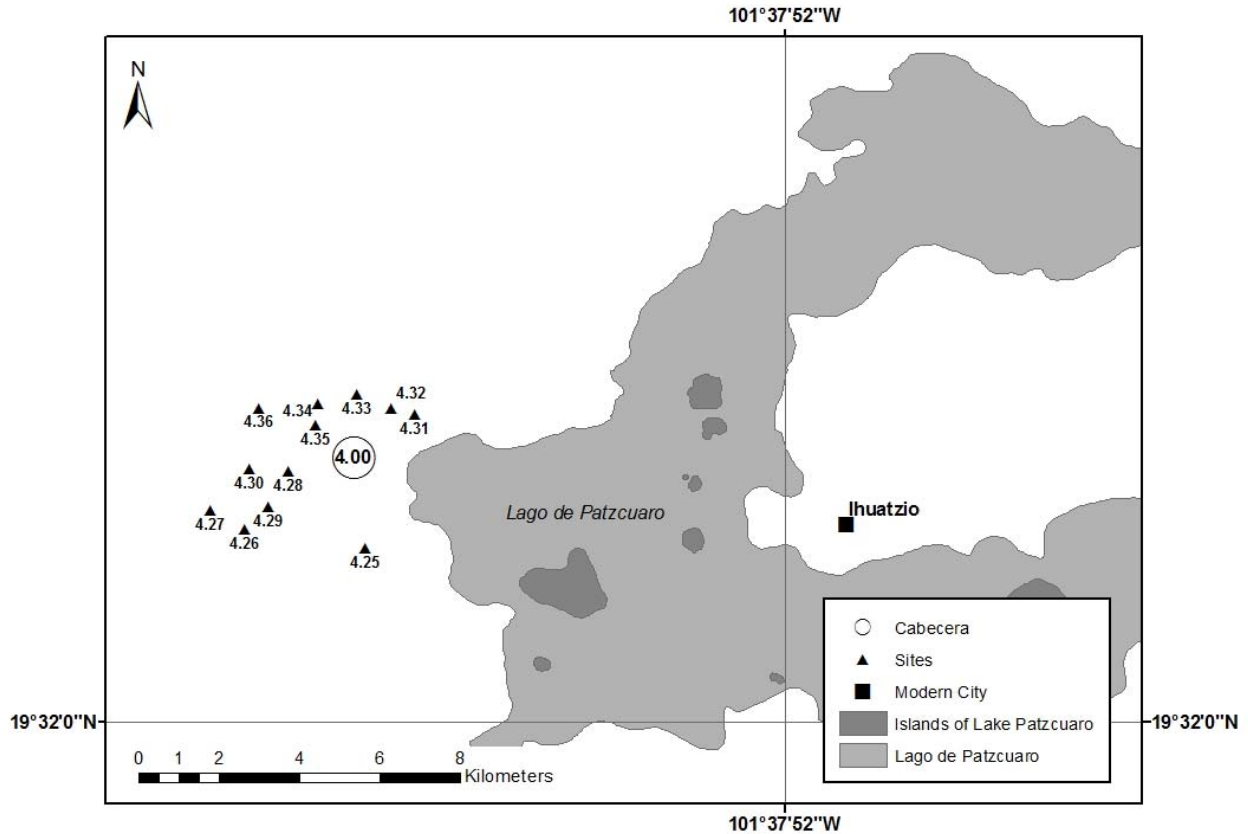 101°37'52"W
N
4.32
4.36
4.34
4.33
4.31
4.35
4.00
4.30
4.28
4.27
4.29
4.26
4.25
Lago de Patzcuaro
Ihuatzio
Cabecera
Sites
Modern City
Islands of Lake Patzcuaro
Lago de Patzcuaro
19°32'0"N
19°32'0"N
0 1 2 4 6 8
Kilometers
101°37'52"W